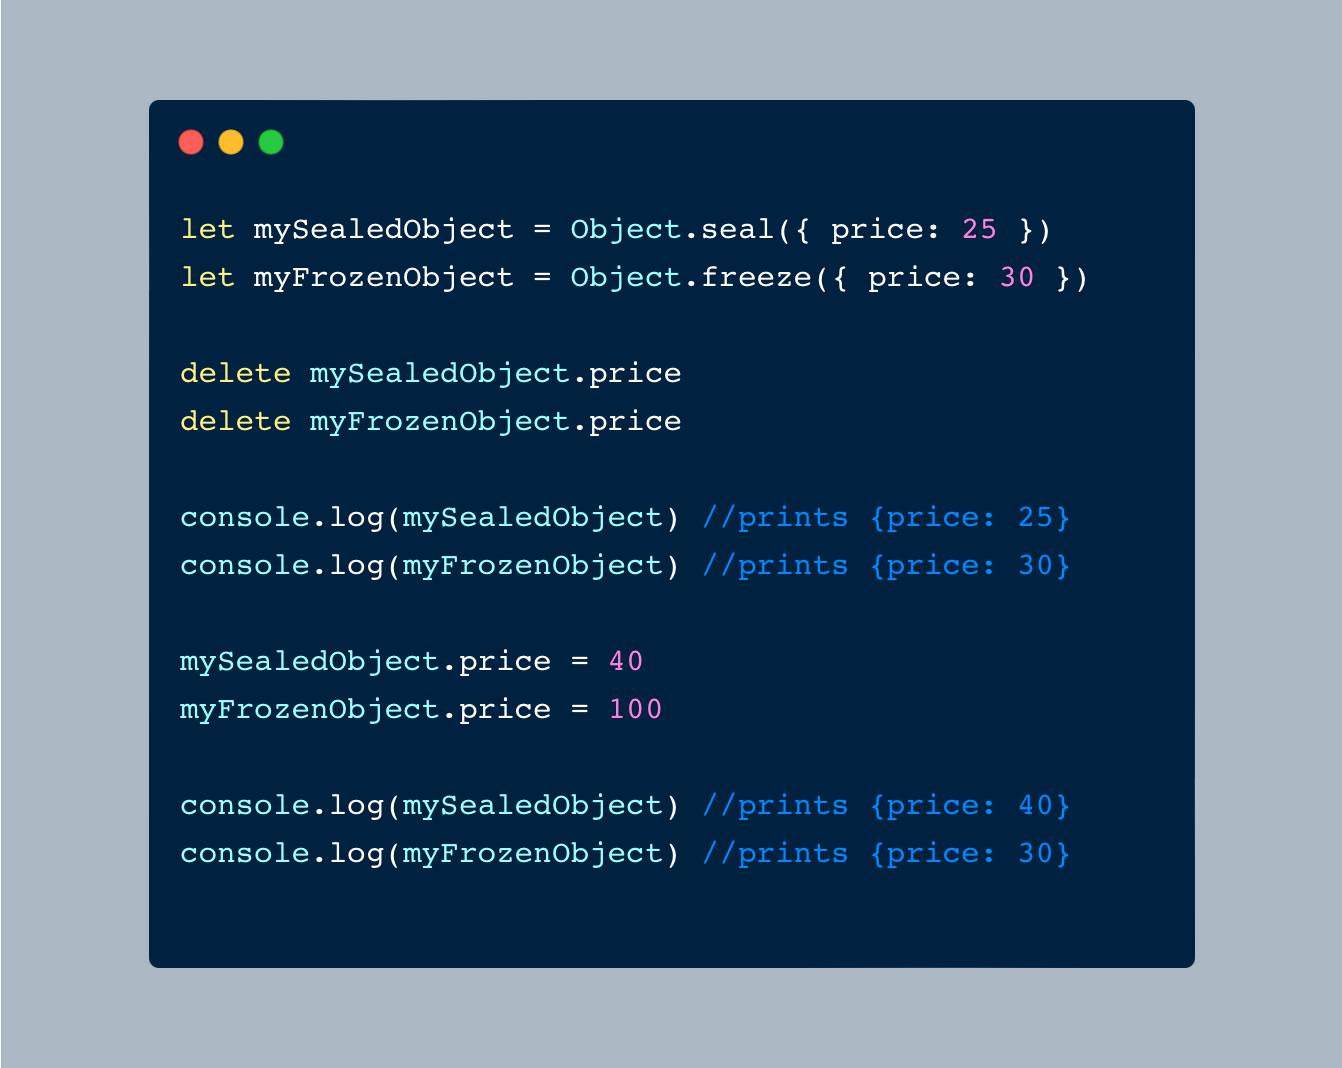 let mySealedObject = Object.seal({ price: 25 })
let myFrozenObject = Object.freeze({ price: 30 })
delete mySealedObject.price
delete myFrozenObject.price
console.log(mySealedObject) //prints {price: 25}
console.log(myFrozenObject) //prints {price: 30}
mySealedObject.price = 40
myFrozenObject.price = 100
console.log(mySealedObject) //prints {price: 40}
console.log(myFrozenObject) //prints {price: 30}